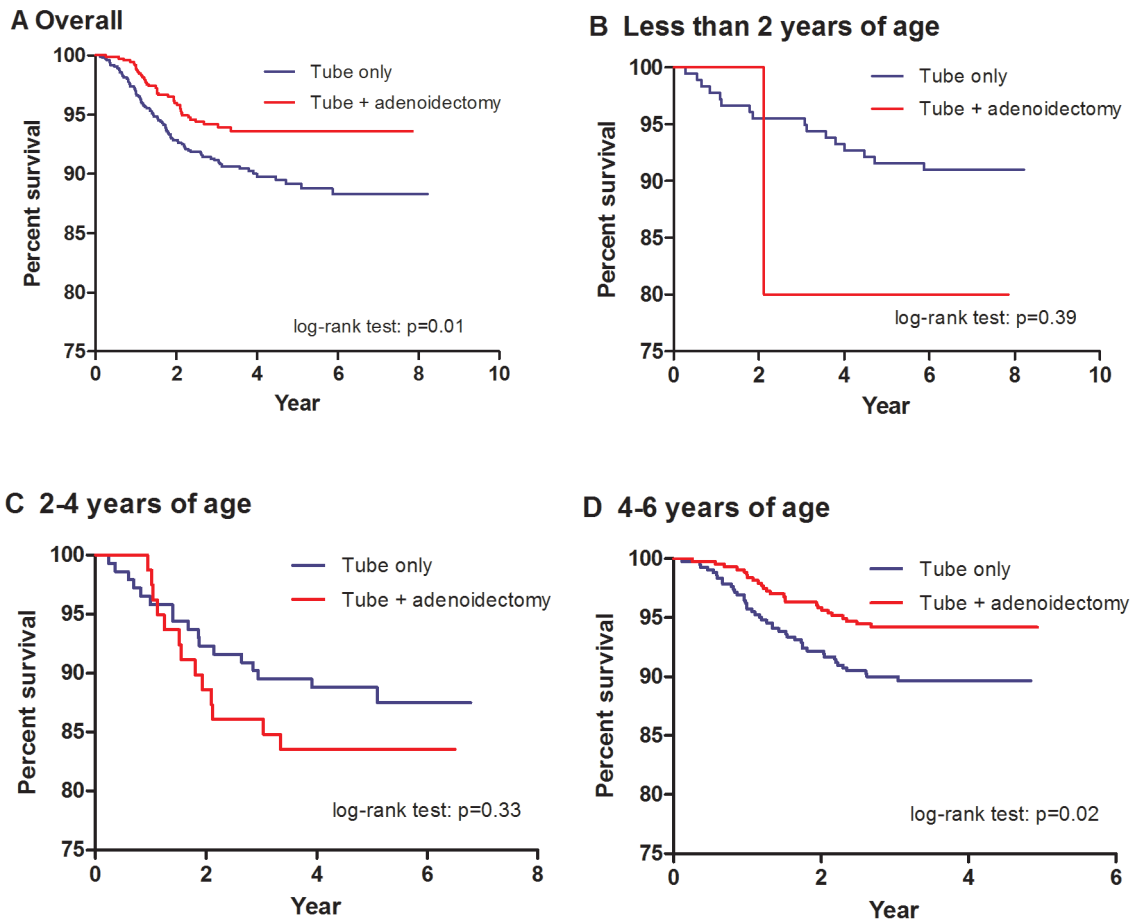 A Overall
100
95
90
85
80
75
Percent survival
Tube only
Tube + adenoidectomy
log-rank test: p=0.01
0 2 4 6 8 10
Year
B Less than 2 years of age
100
95
90
85
80
75
Percent survival
Tube only
Tube + adenoidectomy
log-rank test: p=0.39
0 2 4 6 8 10
Year
C 2-4 years of age
100
95
90
85
80
75
Percent survival
Tube only
Tube + adenoidectomy
log-rank test: p=0.33
0 2 4 6 8
Year
D 4-6 years of age
100
95
90
85
80
75
Percent survival
Tube only
Tube + adenoidectomy
log-rank test: p=0.02
0 2 4 6
Year